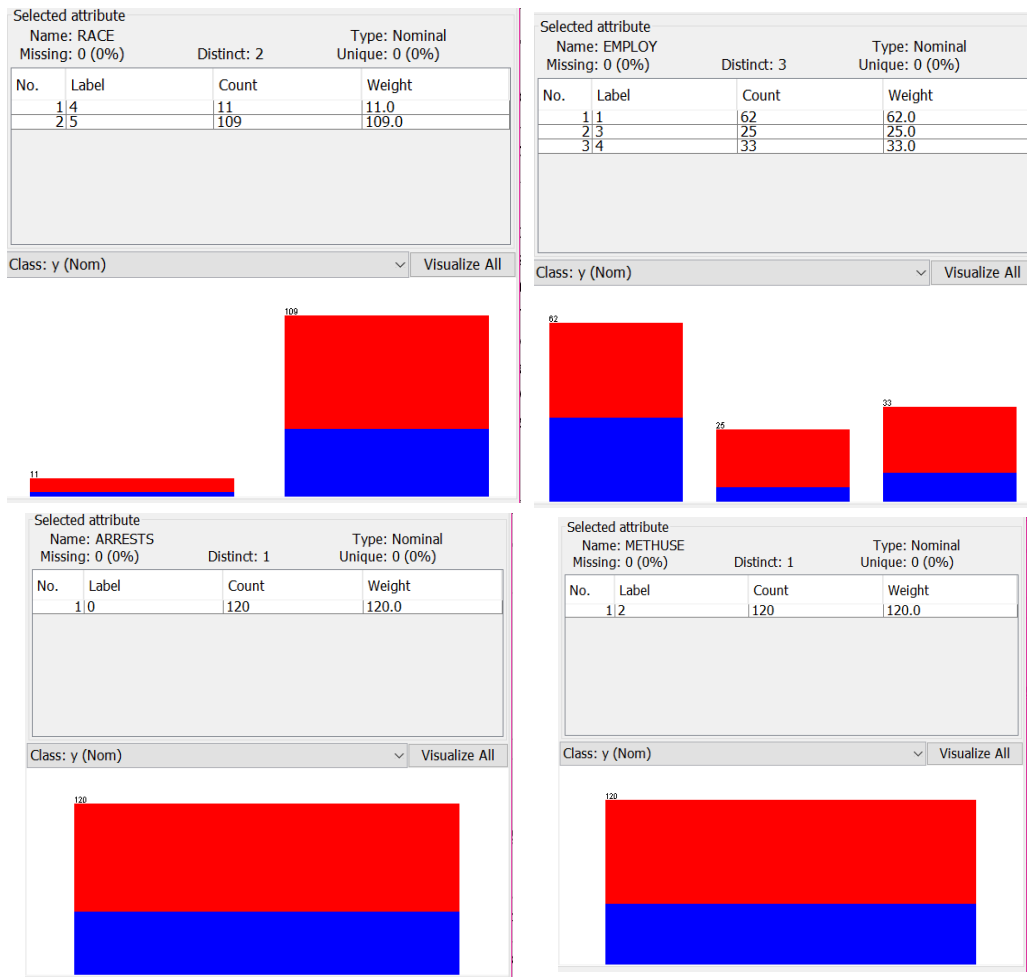 Selected attribute
Name: RACE Type: Nominal
Missing: 0 (0%) Distinct: 2 Unique: 0 (0%)
No. Label Count Weight
1 4 11 11.0
2 5 109 109.0
Class: y (Nom) Visualize All
109
11
Selected attribute
Name: EMPLOY Type: Nominal
Missing: 0 (0%) Distinct: 3 Unique: 0 (0%)
No. Label Count Weight
1 1 62 62.0
2 3 25 25.0
3 4 33 33.0
Class: y (Nom) Visualize All
62
25
33
Selected attribute
Name: ARRESTS Type: Nominal
Missing: 0 (0%) Distinct: 1 Unique: 0 (0%)
No. Label Count Weight
1 0 120 120.0
Class: y (Nom) Visualize All
120
Selected attribute
Name: METHUSE Type: Nominal
Missing: 0 (0%) Distinct: 1 Unique: 0 (0%)
No. Label Count Weight
1 2 120 120.0
Class: y (Nom) Visualize All
120